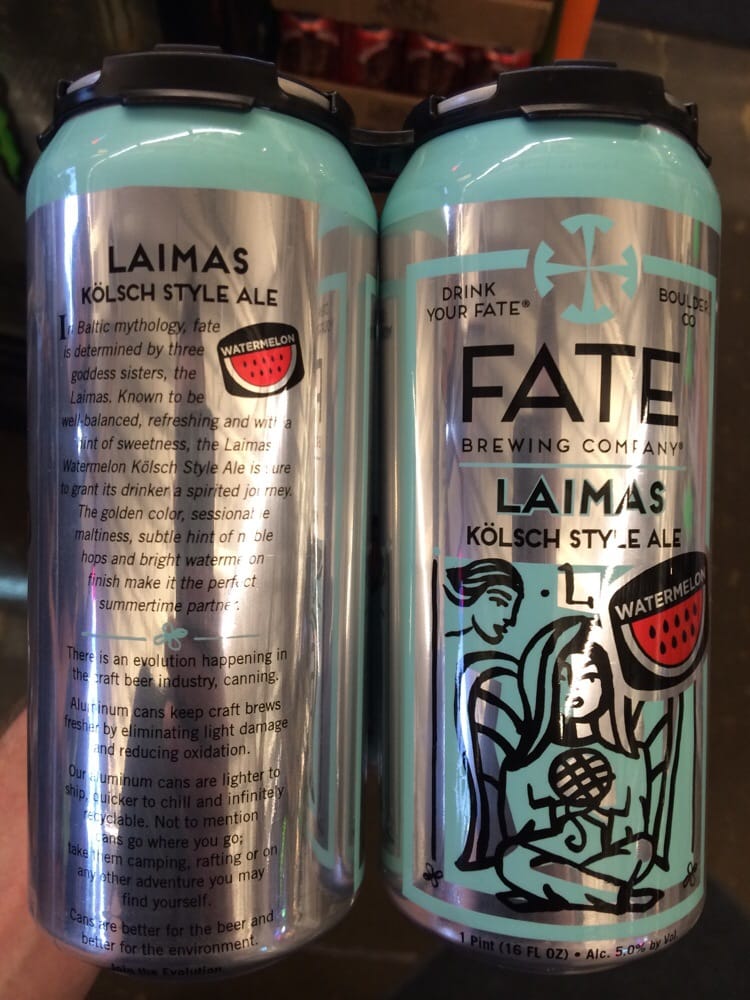 LAIMAS
KÖLSCH STYLE ALE
In Baltic mythology, fate
is determined by three
goddess sisters, the
Laimas. Known to be
well-balanced, refreshing and with a
hint of sweetness, the Laimas
Watermelon Kölsch Style Ale is sure
to grant its drinker a spirited journey.
The golden color, sessionable
maltiness, subtle hint of noble
hops and bright watermelon
finish make it the perfect
summertime partner.
WATERMELON
There is an evolution happening in
the craft beer industry, canning.
Aluminum cans keep craft brews
fresher by eliminating light damage
and reducing oxidation.
Our aluminum cans are lighter to
ship, quicker to chill and infinitely
recyclable. Not to mention
cans go where you go;
take them camping, rafting or on
any other adventure you may
find yourself.
Cans are better for the beer and
better for the environment.
Join the Evolution
DRINK
YOUR FATE®
BOULDER
CO
FATE
BREWING COMPANY®
LAIMAS
KÖLSCH STYLE ALE
· L
WATERMELON
1 Pint (16 FL OZ) • Alc. 5.0% by Vol.